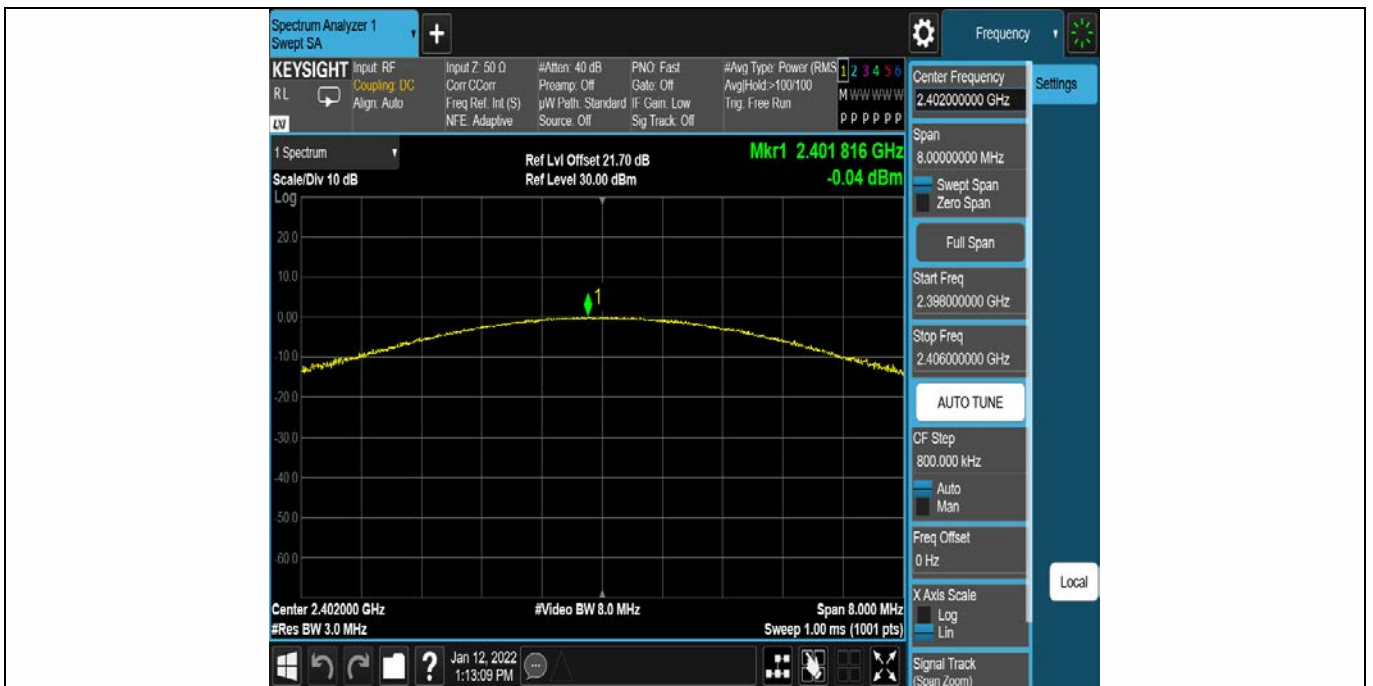 Spectrum Analyzer 1
Swept SA
+
Frequency
KEYSIGHT
RL
LXI
Input: RF
Coupling: DC
Align: Auto
Input Z: 50 Ω
Corr CCorr
Freq Ref: Int (S)
NFE: Adaptive
#Atten: 40 dB
Preamp: Off
µW Path: Standard
Source: Off
PNO: Fast
Gate: Off
IF Gain: Low
Sig Track: Off
#Avg Type: Power (RMS
Avg|Hold:>100/100
Trig: Free Run
1 2 3 4 5 6
M W W W W W
P P P P P P
1 Spectrum
Scale/Div 10 dB
Log
Ref Lvl Offset 21.70 dB
Ref Level 30.00 dBm
Mkr1 2.401 816 GHz
-0.04 dBm
20.0
10.0
0.00
-10.0
-20.0
-30.0
-40.0
-50.0
-60.0
1
Center 2.402000 GHz
#Res BW 3.0 MHz
#Video BW 8.0 MHz
Span 8.000 MHz
Sweep 1.00 ms (1001 pts)
?
Jan 12, 2022
1:13:09 PM
Center Frequency
2.402000000 GHz
Span
8.00000000 MHz
Swept Span
Zero Span
Full Span
Start Freq
2.398000000 GHz
Stop Freq
2.406000000 GHz
AUTO TUNE
CF Step
800.000 kHz
Auto
Man
Freq Offset
0 Hz
X Axis Scale
Log
Lin
Signal Track
(Span Zoom)
Settings
Local